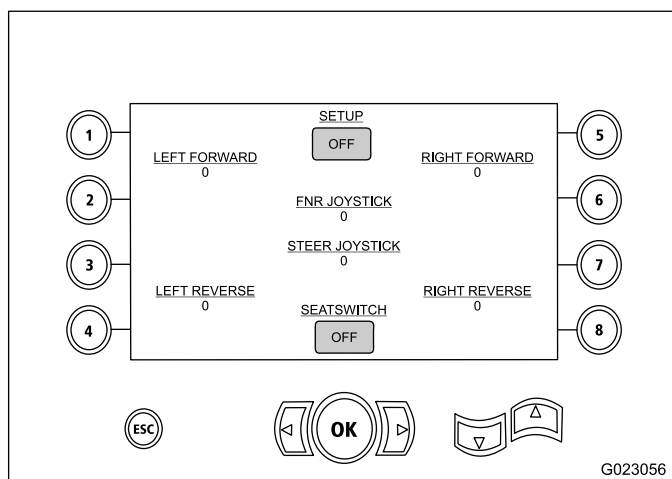 SETUP
OFF
LEFT FORWARD
0
RIGHT FORWARD
0
FNR JOYSTICK
0
STEER JOYSTICK
0
LEFT REVERSE
0
RIGHT REVERSE
0
SEATSWITCH
OFF
1
2
3
4
5
6
7
8
ESC
OK
G023056